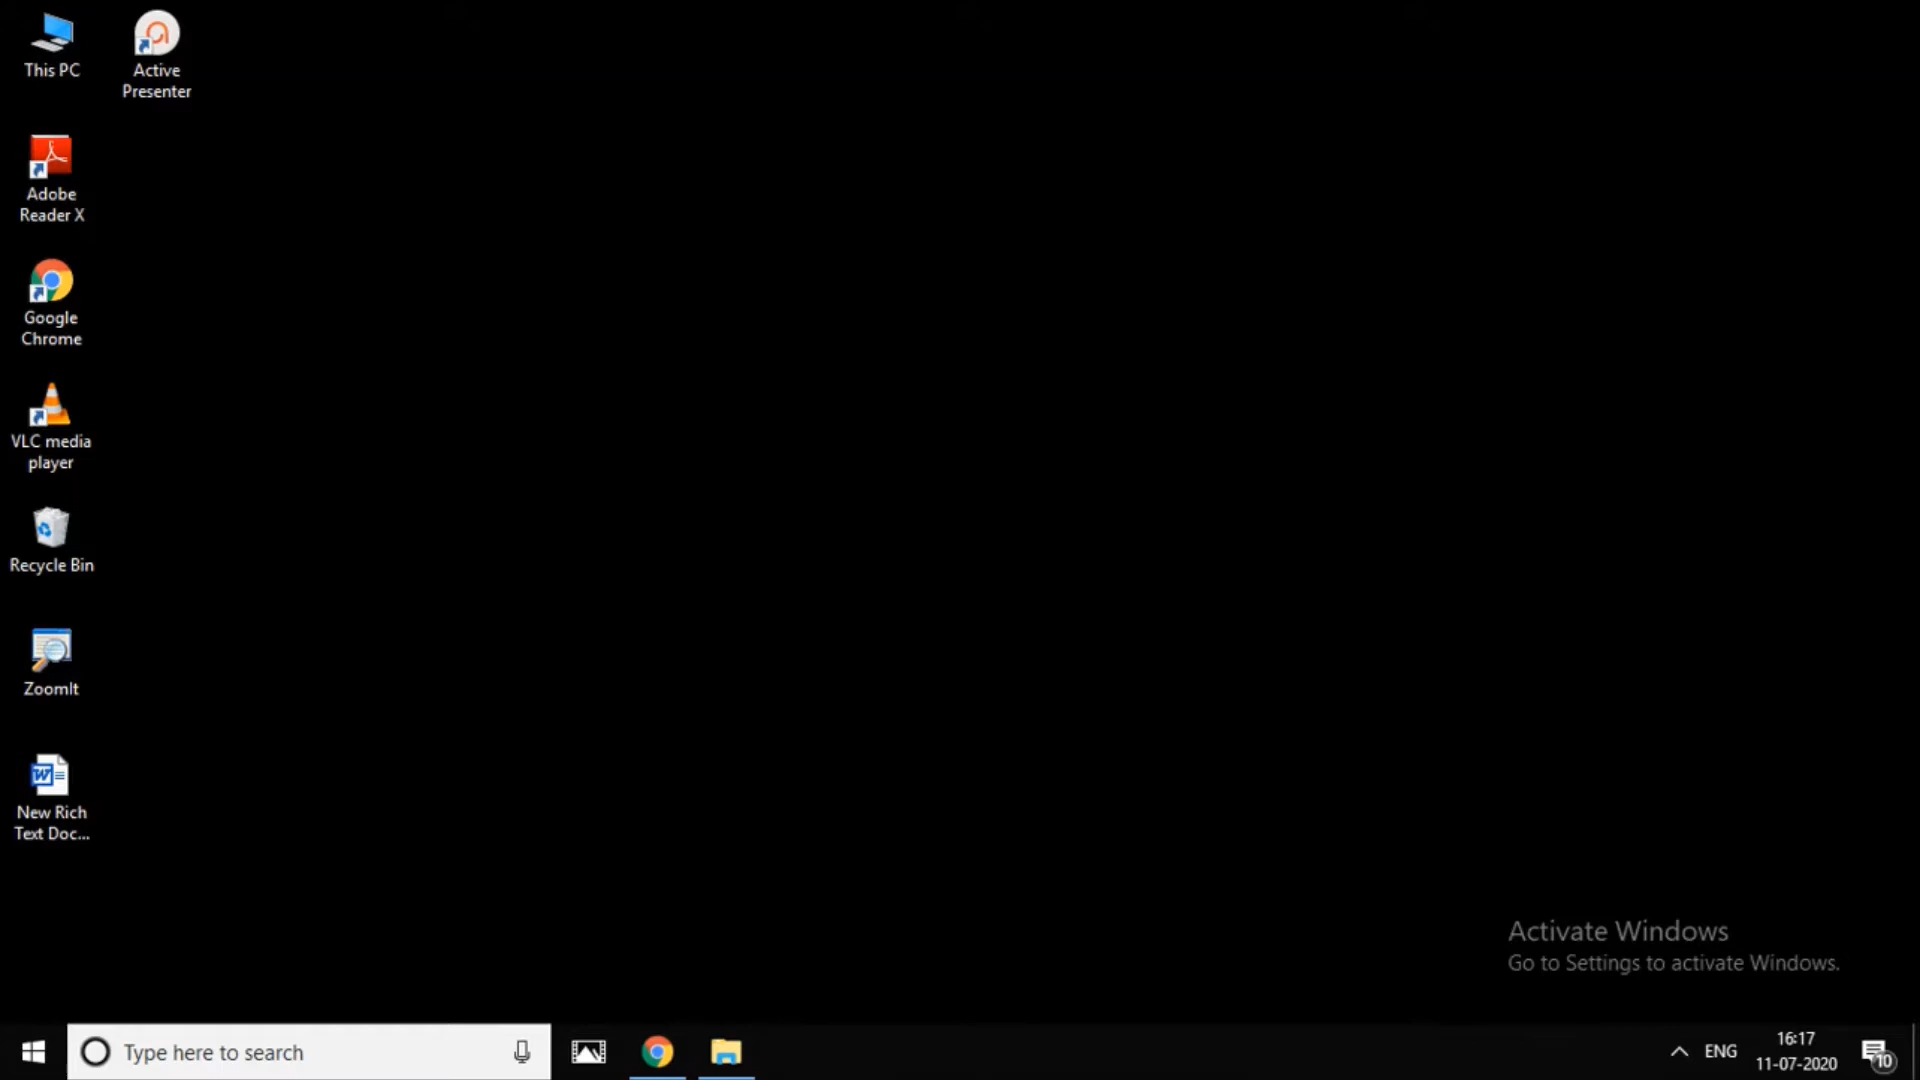 This PC
Active
Presenter
Adobe
Reader X
Google
Chrome
VLC media
player
Recycle Bin
ZoomIt
New Rich
Text Doc...
Activate Windows
Go to Settings to activate Windows.
Type here to search
ENG
16:17
11-07-2020
10